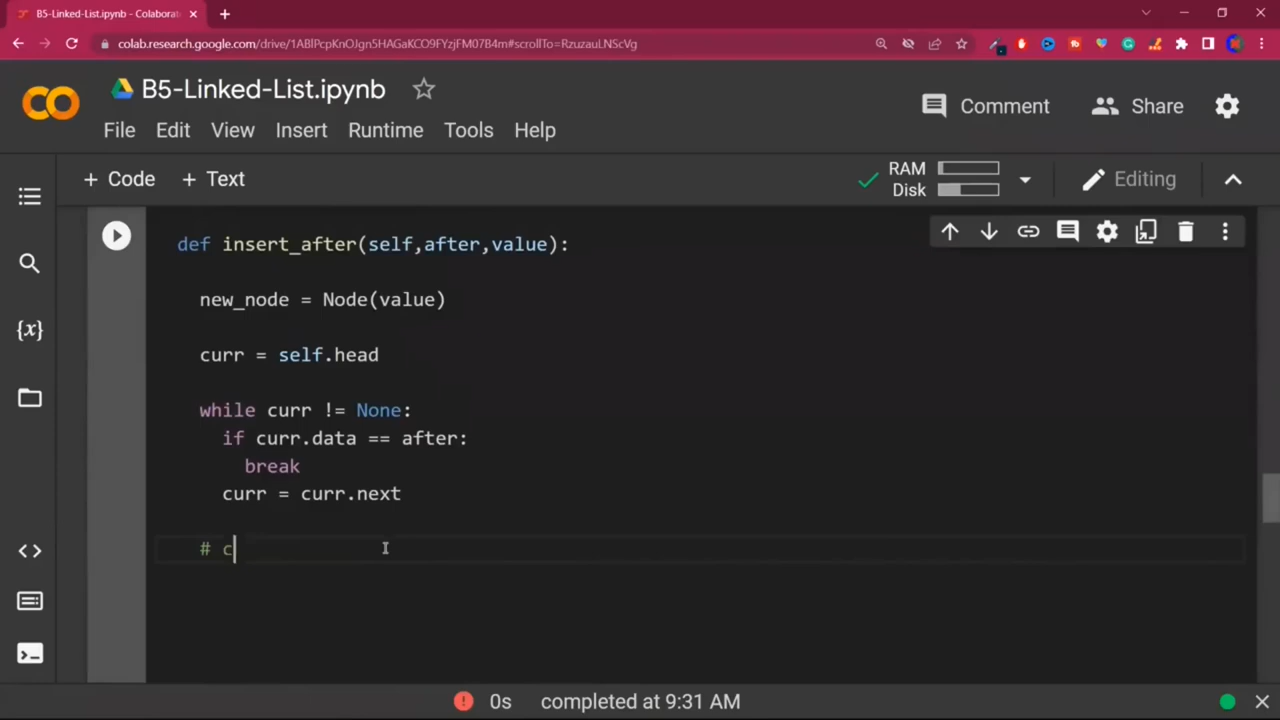 B5-Linked-List.ipynb - Colaborat
colab.research.google.com/drive/1ABlPcpKnOJgn5HAGaKCO9FYzjFM07B4m#scrollTo=RzuzauLNScVg
B5-Linked-List.ipynb
Comment
Share
File Edit View Insert Runtime Tools Help
+ Code + Text
RAM
Disk
Editing
def insert_after(self,after,value):
new_node = Node(value)
curr = self.head
while curr != None:
if curr.data == after:
break
curr = curr.next
# c
{x}
0s completed at 9:31 AM